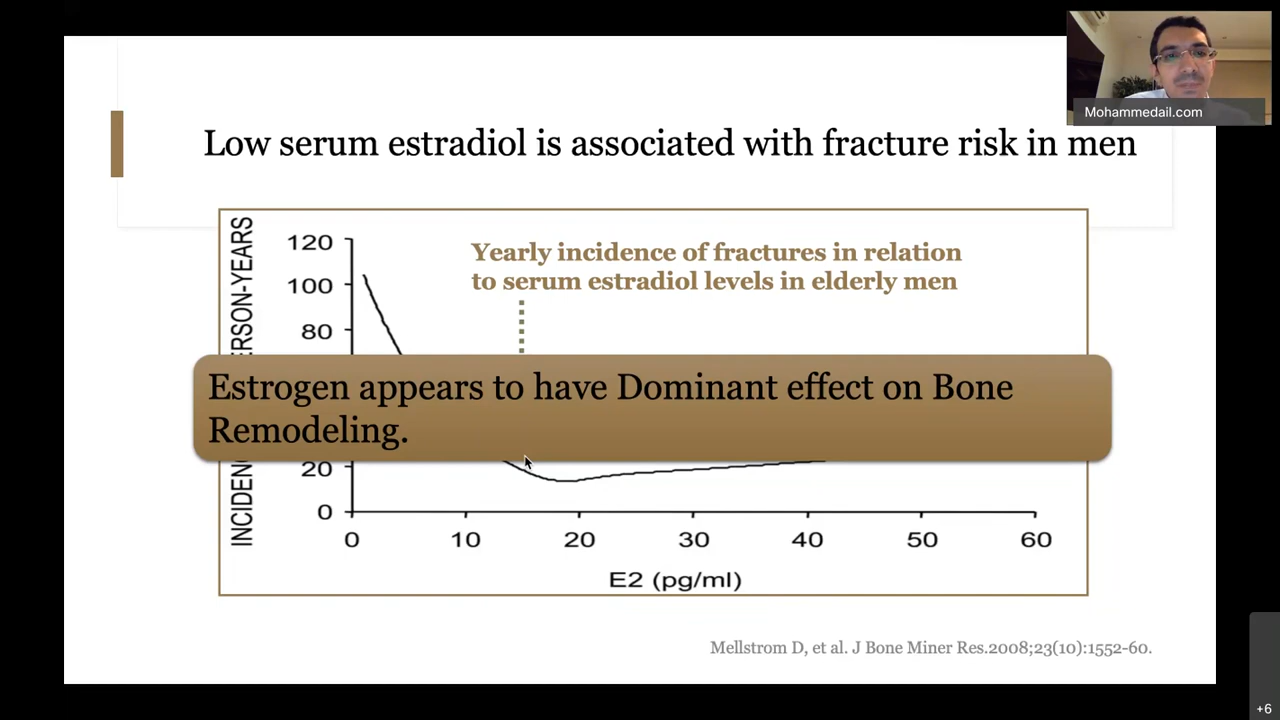 Mohammedail.com
Low serum estradiol is associated with fracture risk in men
Yearly incidence of fractures in relation
to serum estradiol levels in elderly men
120
100
80
20
0
Estrogen appears to have Dominant effect on Bone
Remodeling.
0 10 20 30 40 50 60
E2 (pg/ml)
Mellstrom D, et al. J Bone Miner Res.2008;23(10):1552-60.
+6